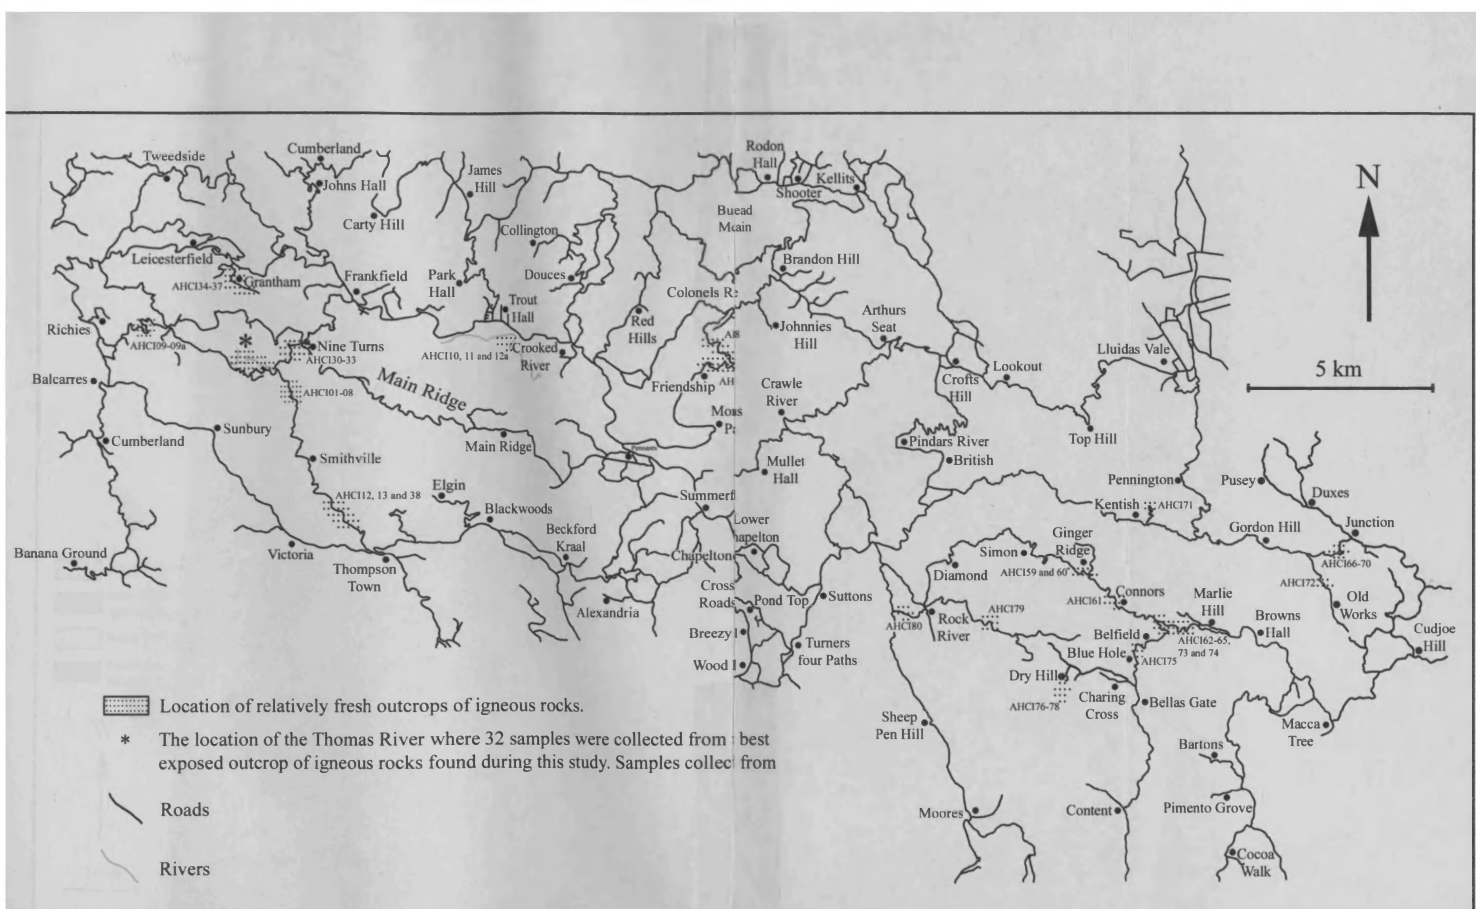 Tweedside
Cumberland
Johns Hall
Carty Hill
James
Hill
Collington
Rodon
Hall
Shooter
Kellits
N
Buead
Leicesterfield
Grantham
AHCI34-37
Frankfield
Park
Hall
Douces
Trout
Hall
Colonels
Brandon Hill
Richies
AHCI09-09a
*
Nine Turns
AHCI30-33
AHCI10, 11 and 12a
Crooked
River
Red
Hills
Johnnies
Hill
Arthurs
Seat
Friendship
AH
Lluidas Vale
5 km
Lookout
Crofts
Hill
Balcarres
AHCI01-08
Main Ridge
Crawle
River
Cumberland
Sunbury
Main Ridge
Pindars River
British
Top Hill
Smithville
Mullet
Hall
Pennington
Pusey
Duxes
AHCI12, 13 and 38
Elgin
Blackwoods
Summerf
Kentish
AHCI71
Gordon Hill
Junction
Banana Ground
Victoria
Thompson
Town
Beckford
Kraal
Lower
hapelton
Chapelton
Simon
Ginger
Ridge
AHCI59 and 60
Diamond
AHCI66-70
AHCI72
Alexandria
Cross
Roads
Pond Top
Suttons
AHCI80
Rock
River
AHCI79
AHCI61
Connors
Marlie
Hill
Old
Works
Browns
Hall
Breezy
Turners
four Paths
Belfield
Blue Hole
AHCI62-65,
73 and 74
AHCI75
Cudjoe
Hill
Wood
Dry Hill
AHCI76-78
Charing
Cross
Bellas Gate
Location of relatively fresh outcrops of igneous rocks.
Sheep
Pen Hill
Macca
Tree
* The location of the Thomas River where 32 samples were collected from best
exposed outcrop of igneous rocks found during this study. Samples collec from
Bartons
Roads
Moores
Content
Pimento Grove
Rivers
Cocoa
Walk